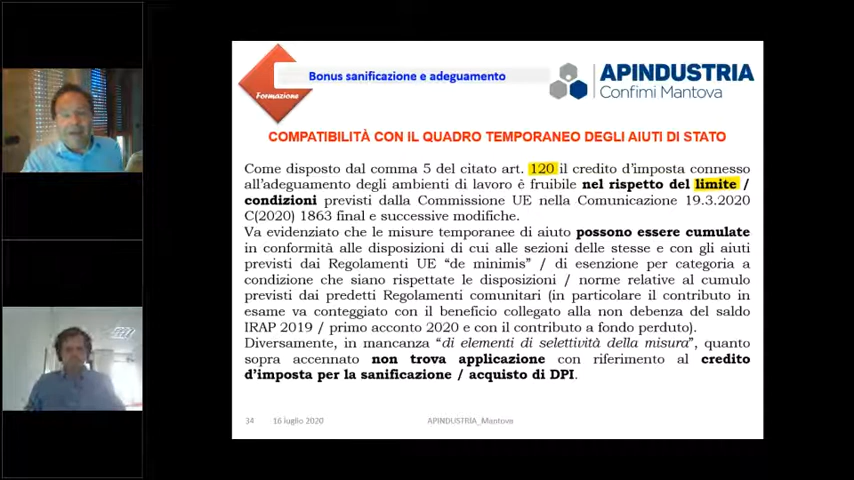 Bonus sanificazione e adeguamento
Formazione
APINDUSTRIA
Confimi Mantova
COMPATIBILITÀ CON IL QUADRO TEMPORANEO DEGLI AIUTI DI STATO
Come disposto dal comma 5 del citato art. 120 il credito d'imposta connesso
all'adeguamento degli ambienti di lavoro è fruibile nel rispetto del limite /
condizioni previsti dalla Commissione UE nella Comunicazione 19.3.2020
C(2020) 1863 final e successive modifiche.
Va evidenziato che le misure temporanee di aiuto possono essere cumulate
in conformità alle disposizioni di cui alle sezioni delle stesse e con gli aiuti
previsti dai Regolamenti UE "de minimis" / di esenzione per categoria a
condizione che siano rispettate le disposizioni / norme relative al cumulo
previsti dai predetti Regolamenti comunitari (in particolare il contributo in
esame va conteggiato con il beneficio collegato alla non debenza del saldo
IRAP 2019 / primo acconto 2020 e con il contributo a fondo perduto).
Diversamente, in mancanza "di elementi di selettività della misura", quanto
sopra accennato non trova applicazione con riferimento al credito
d'imposta per la sanificazione / acquisto di DPI.
34 16 luglio 2020 APINDUSTRIA_Mantova